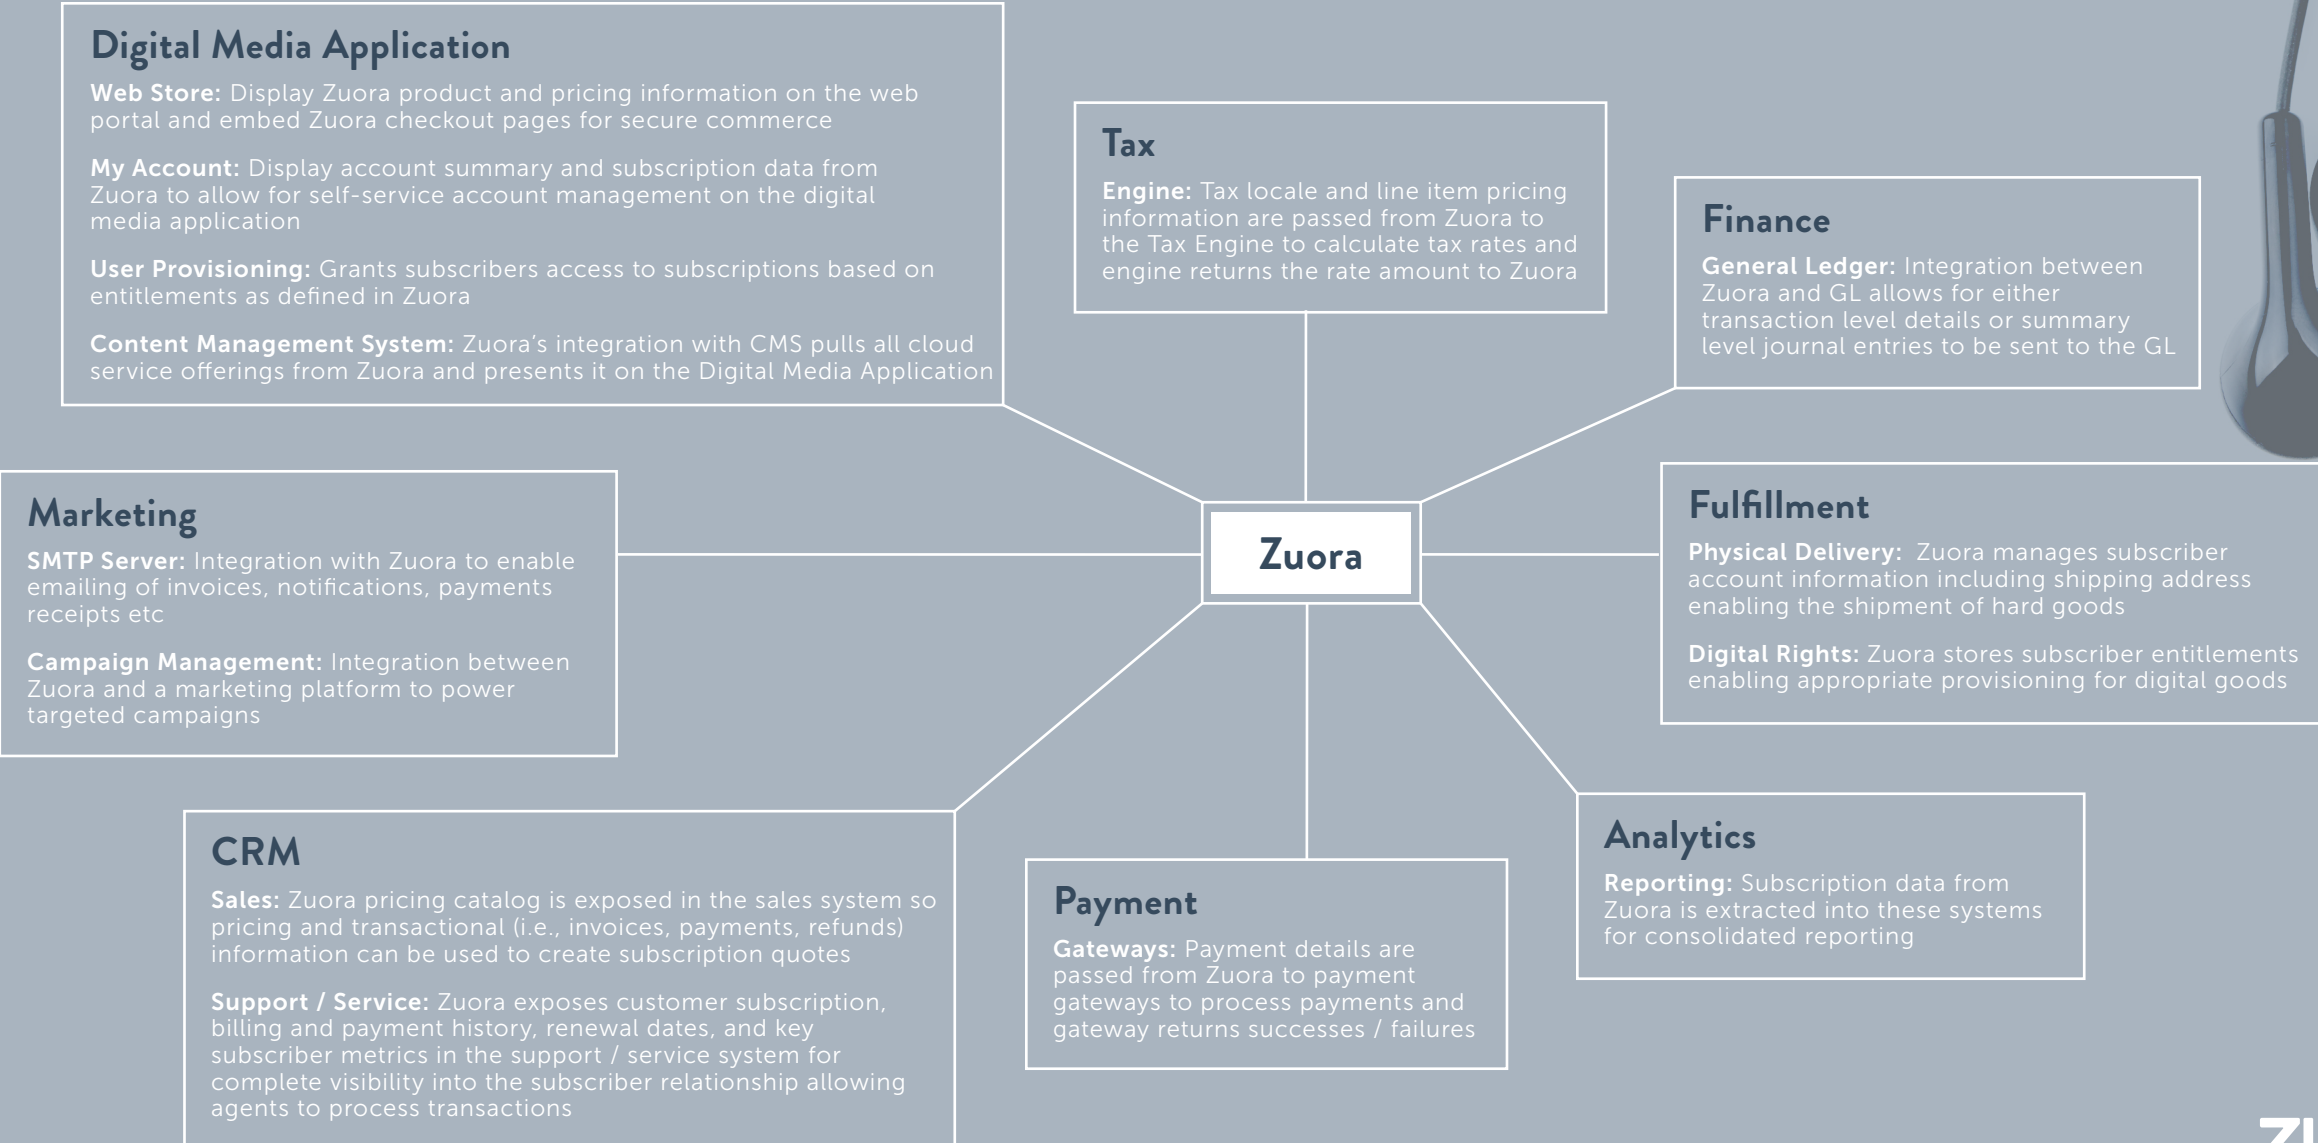 Digital Media Application
Web Store: Display Zuora product and pricing information on the web
portal and embed Zuora checkout pages for secure commerce
My Account: Display account summary and subscription data from
Zuora to allow for self-service account management on the digital
media application
User Provisioning: Grants subscribers access to subscriptions based on
entitlements as defined in Zuora
Content Management System: Zuora’s integration with CMS pulls all cloud
service offerings from Zuora and presents it on the Digital Media Application
Tax
Engine: Tax locale and line item pricing
information are passed from Zuora to
the Tax Engine to calculate tax rates and
engine returns the rate amount to Zuora
Finance
General Ledger: Integration between
Zuora and GL allows for either
transaction level details or summary
level journal entries to be sent to the GL
Marketing
SMTP Server: Integration with Zuora to enable
emailing of invoices, notifications, payments
receipts etc
Campaign Management: Integration between
Zuora and a marketing platform to power
targeted campaigns
Zuora
Fulfillment
Physical Delivery: Zuora manages subscriber
account information including shipping address
enabling the shipment of hard goods
Digital Rights: Zuora stores subscriber entitlements
enabling appropriate provisioning for digital goods
CRM
Sales: Zuora pricing catalog is exposed in the sales system so
pricing and transactional (i.e., invoices, payments, refunds)
information can be used to create subscription quotes
Support / Service: Zuora exposes customer subscription,
billing and payment history, renewal dates, and key
subscriber metrics in the support / service system for
complete visibility into the subscriber relationship allowing
agents to process transactions
Payment
Gateways: Payment details are
passed from Zuora to payment
gateways to process payments and
gateway returns successes / failures
Analytics
Reporting: Subscription data from
Zuora is extracted into these systems
for consolidated reporting